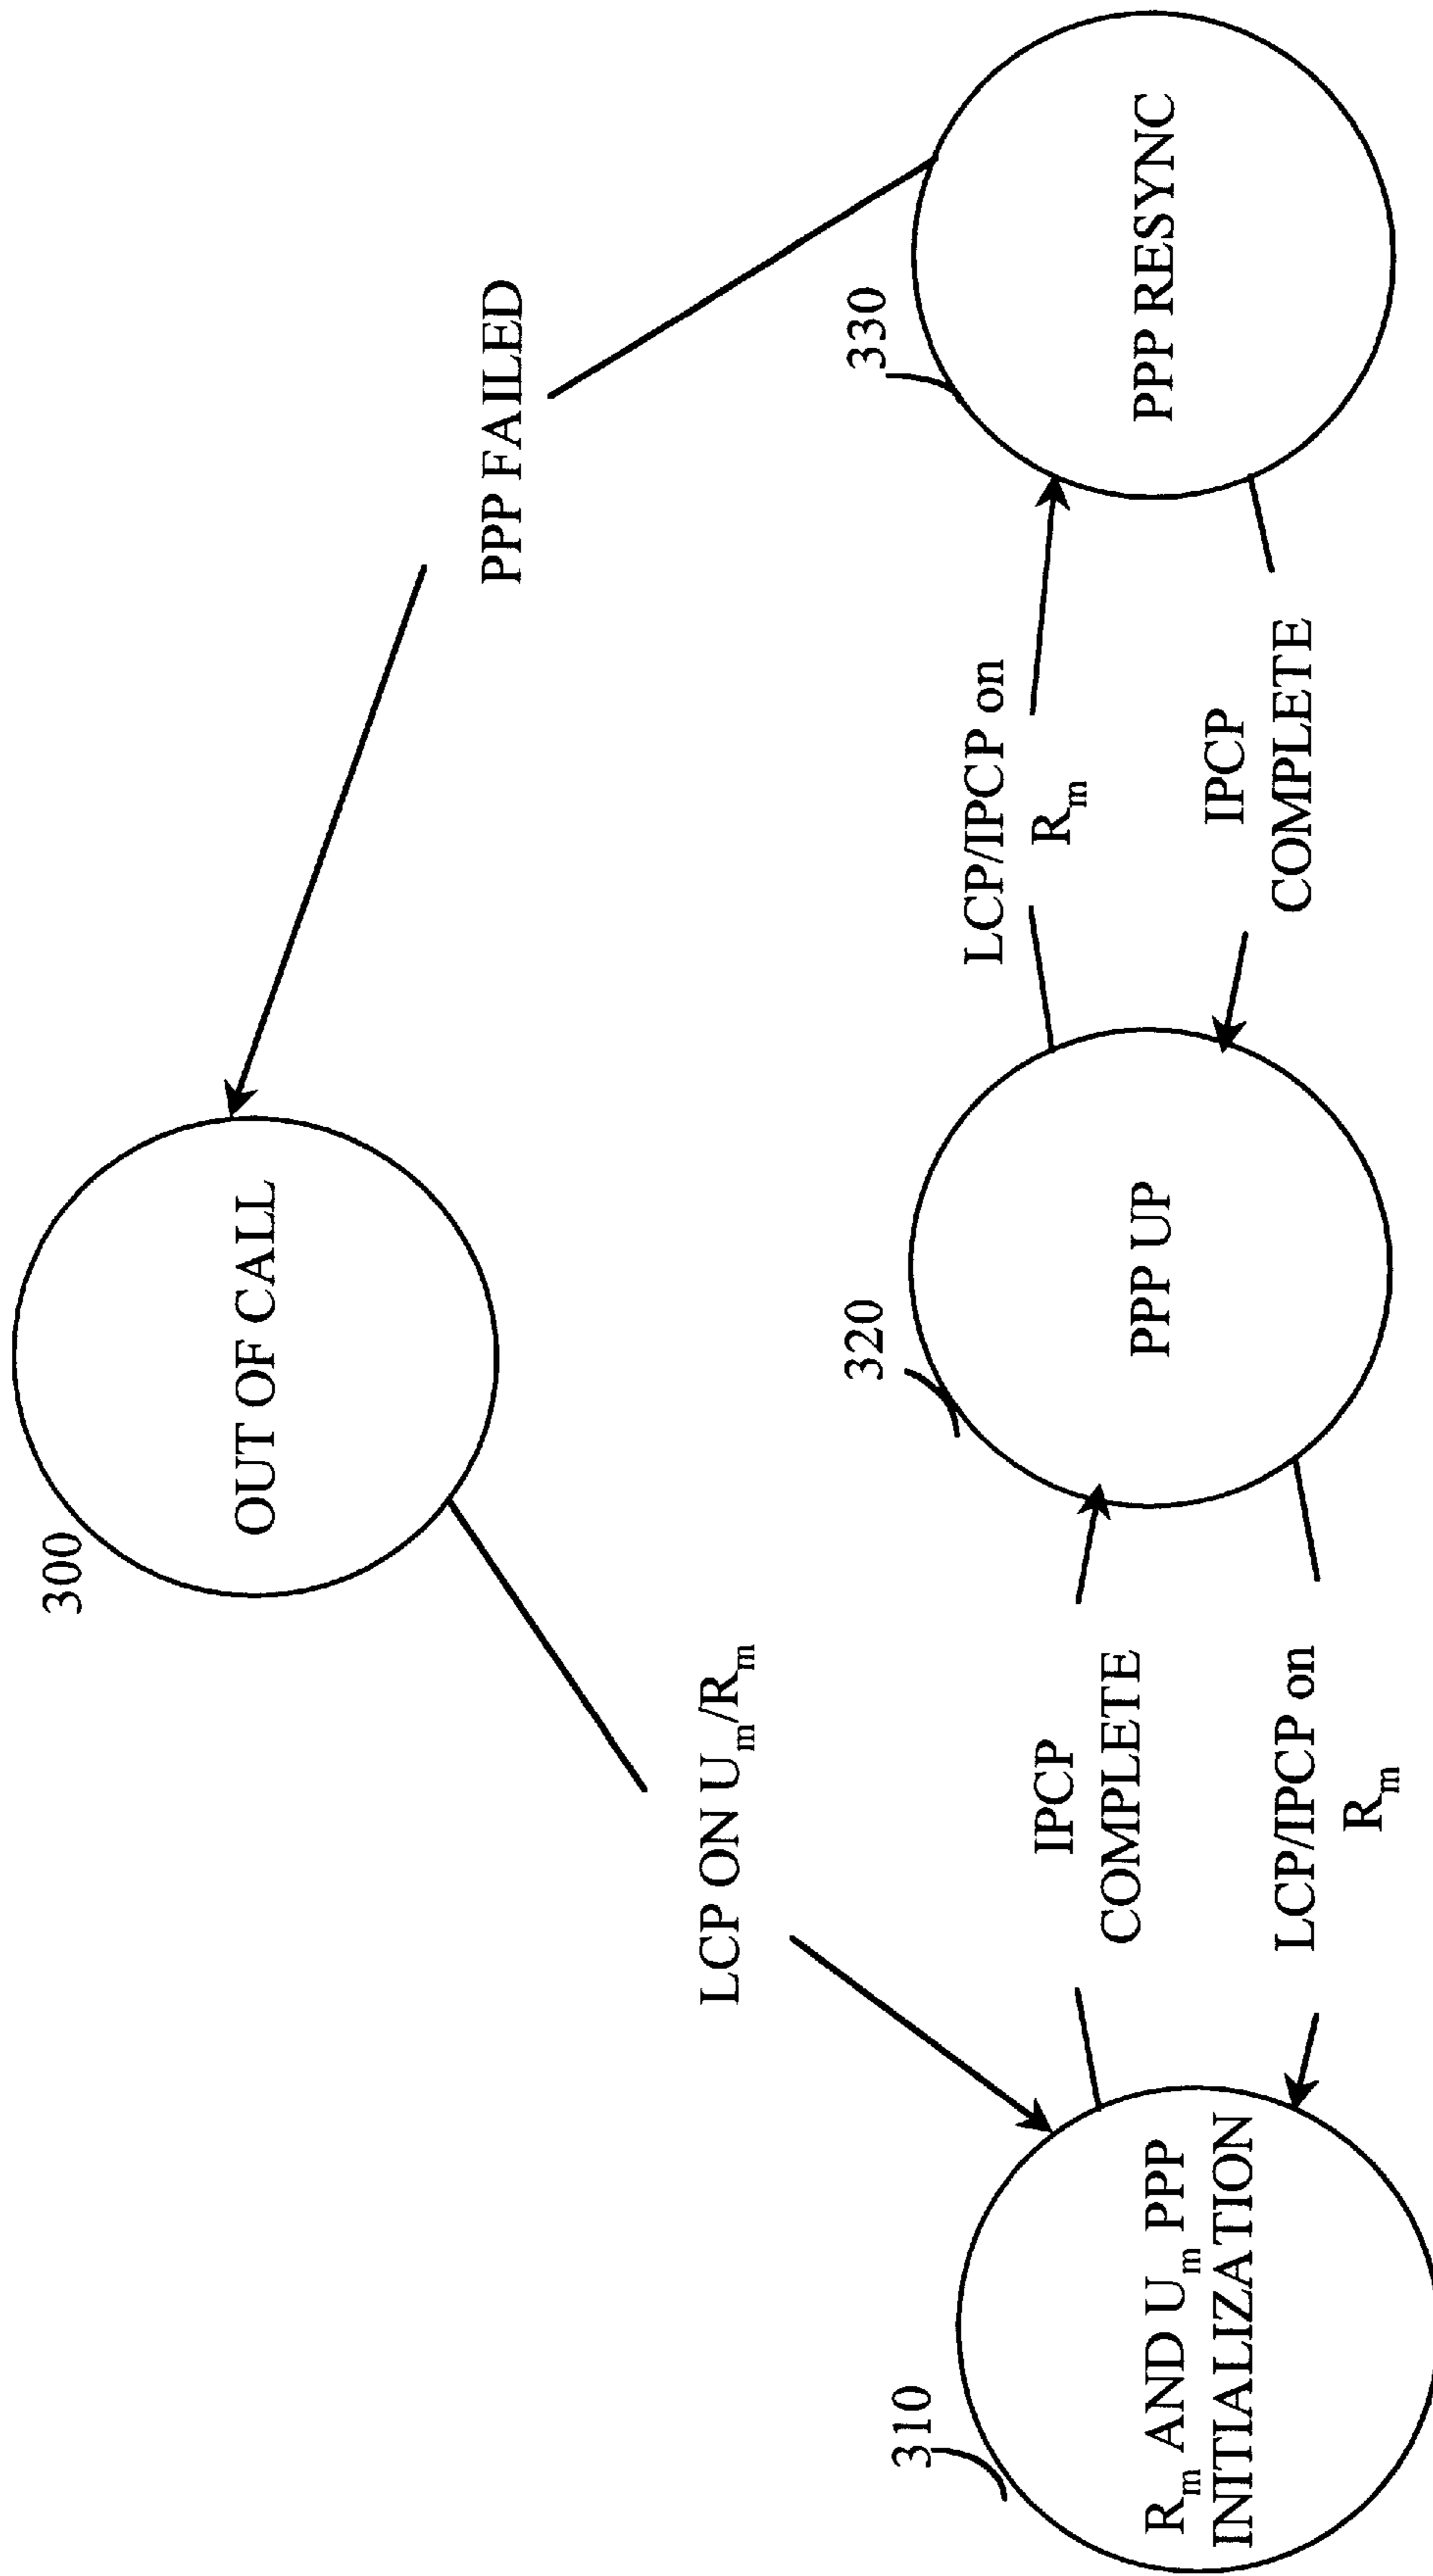 300
OUT OF CALL
PPP FAILED
LCP ON Uₘ/Rₘ
310
Rₘ AND Uₘ PPP
INITIALIZATION
IPCP
COMPLETE
LCP/IPCP on
Rₘ
320
PPP UP
LCP/IPCP on
Rₘ
IPCP
COMPLETE
330
PPP RESYNC